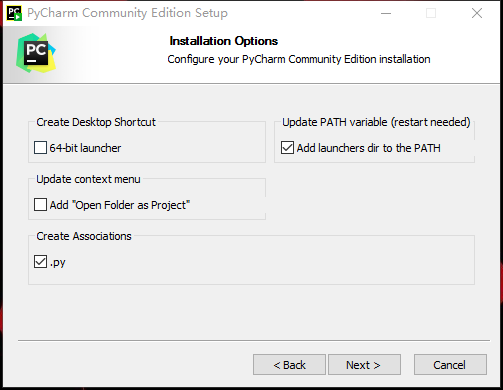 PC
PyCharm Community Edition Setup
PC
Installation Options
Configure your PyCharm Community Edition installation
Create Desktop Shortcut
64-bit launcher
Update PATH variable (restart needed)
Add launchers dir to the PATH
Update context menu
Add "Open Folder as Project"
Create Associations
.py
< Back
Next >
Cancel